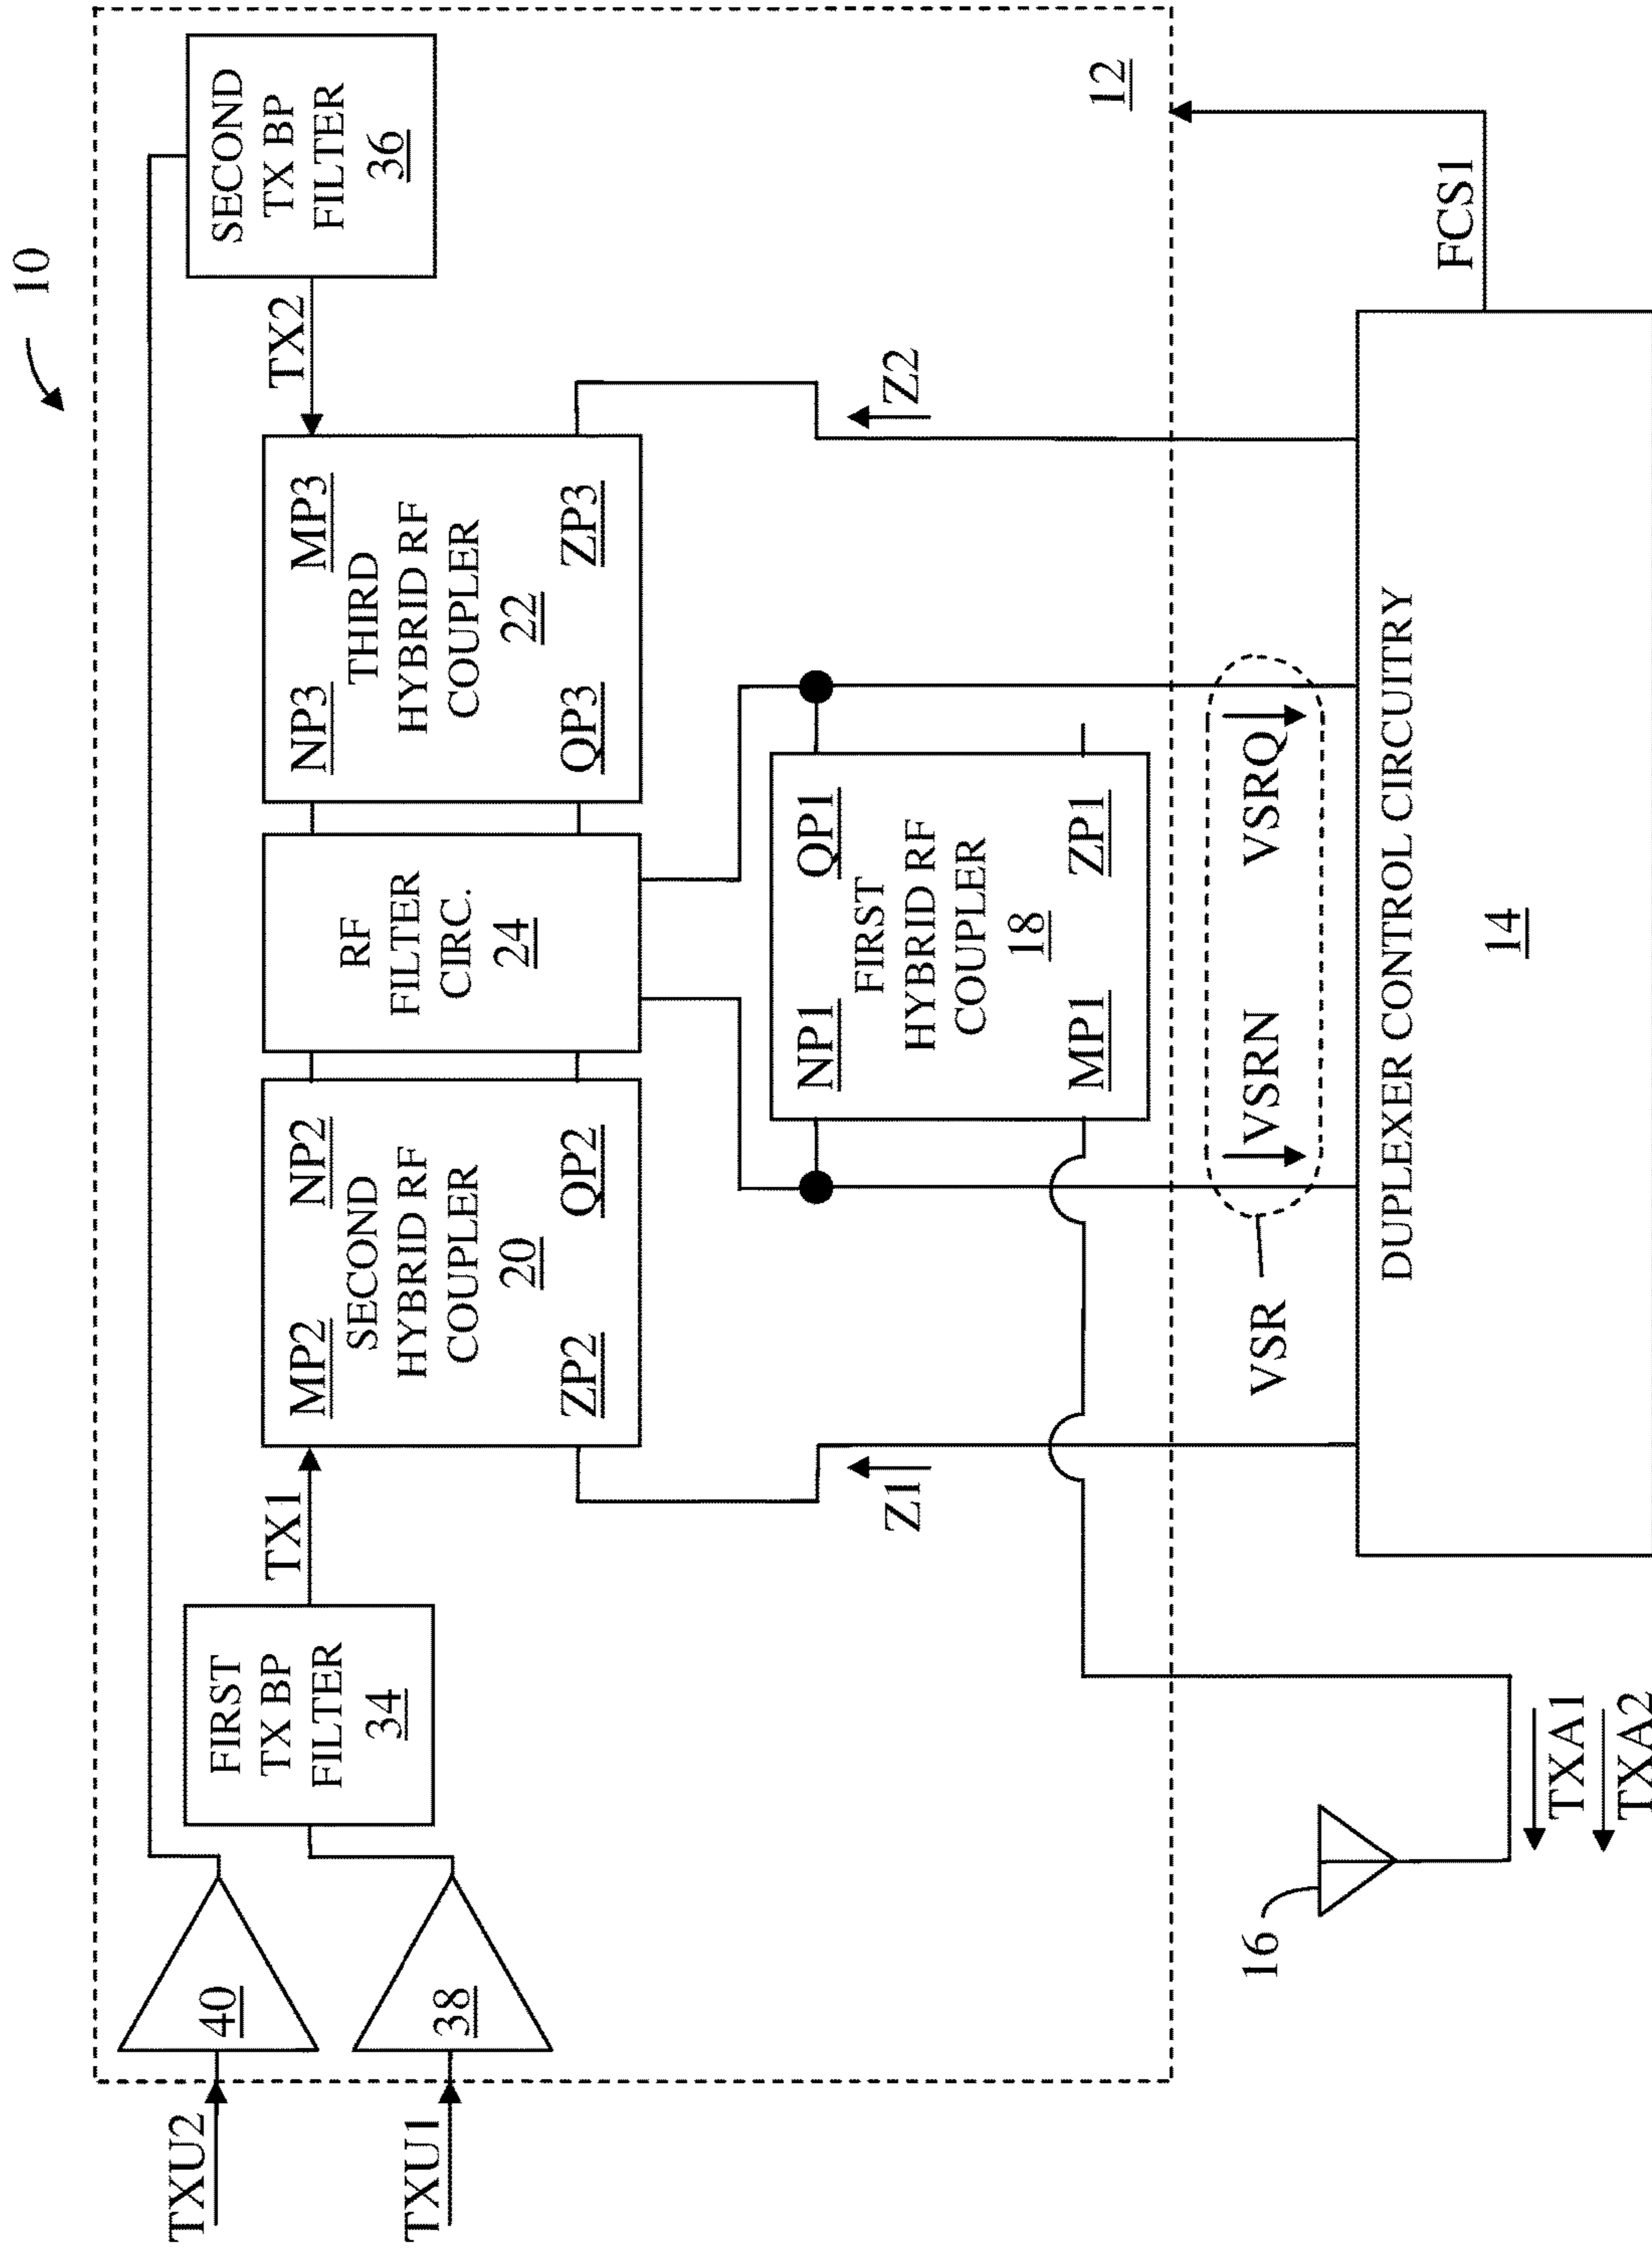 10
12
TXU2
40
TXU1
38
FIRST
TX BP
FILTER
34
TX1
SECOND
TX BP
FILTER
36
TX2
MP2
NP2
SECOND
HYBRID RF
COUPLER
20
ZP2
QP2
RF
FILTER
CIRC.
24
NP3
MP3
THIRD
HYBRID RF
COUPLER
22
QP3
ZP3
NP1
QP1
FIRST
HYBRID RF
COUPLER
18
MP1
ZP1
Z1
Z2
VSR
VSRN
VSRQ
FCS1
DUPLEXER CONTROL CIRCUITRY
14
16
TXA1
TXA2